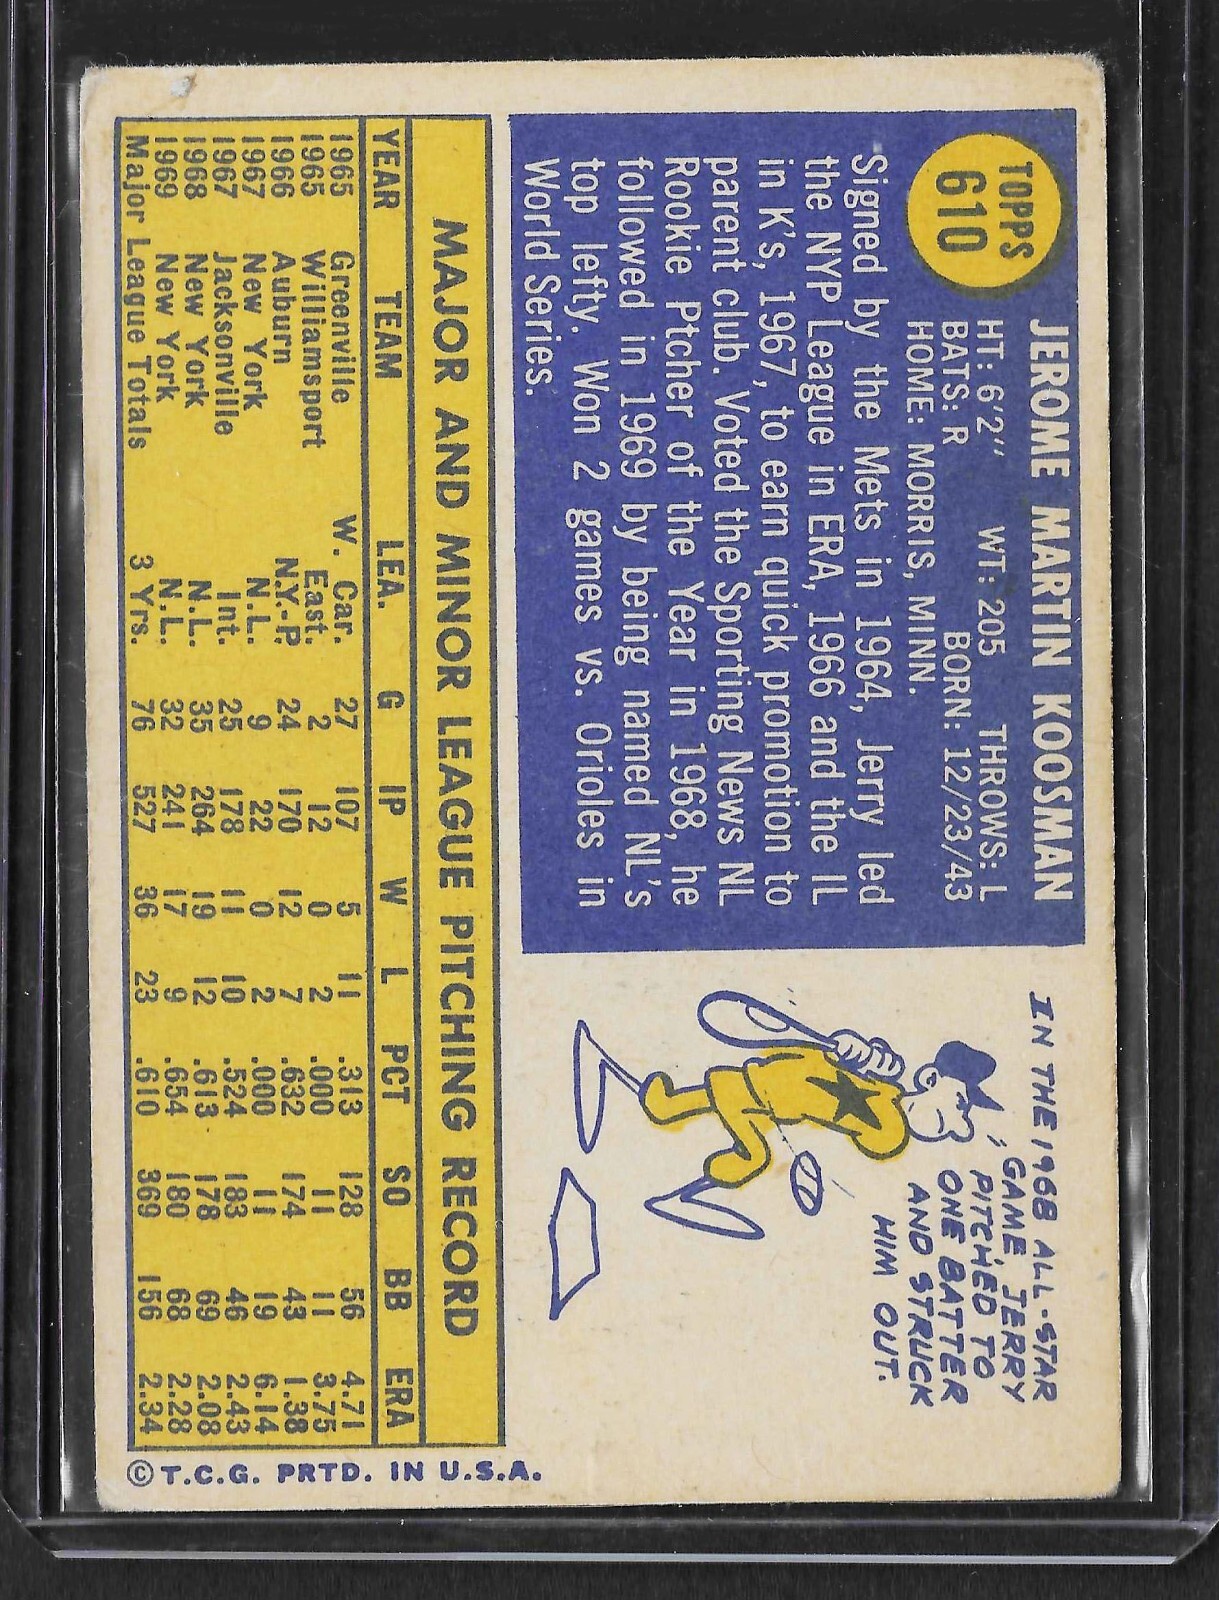 TOPPS
610
JEROME MARTIN KOOSMAN
HT: 6'2" WT: 205 THROWS: L
BATS: R BORN: 12/23/43
HOME: MORRIS, MINN.
Signed by the Mets in 1964, Jerry led
the NYP League in ERA, 1966 and the IL
in K's, 1967, to earn quick promotion to
parent club. Voted the Sporting News NL
Rookie Ptcher of the Year in 1968, he
followed in 1969 by being named NL's
top lefty. Won 2 games vs. Orioles in
World Series.
IN THE 1968 ALL-STAR
GAME JERRY
PITCHED TO
ONE BATTER
AND STRUCK
HIM OUT.
MAJOR AND MINOR LEAGUE PITCHING RECORD
YEAR TEAM LEA. G IP W L PCT SO BB ERA
1965 Greenville W. Car. 27 107 5 11 .313 128 56 4.71
1965 Williamsport East. 2 12 0 2 .000 11 11 3.75
1966 Auburn N.Y.-P. 24 170 12 7 .632 174 43 1.38
1967 New York N.L. 9 22 0 2 .000 11 19 6.14
1967 Jacksonville Int. 25 178 11 10 .524 183 46 2.43
1968 New York N.L. 35 264 19 12 .613 178 69 2.08
1969 New York N.L. 32 241 17 9 .654 180 68 2.28
Major League Totals 3 Yrs. 76 527 36 23 .610 369 156 2.34
© T.C.G. PRTD. IN U.S.A.